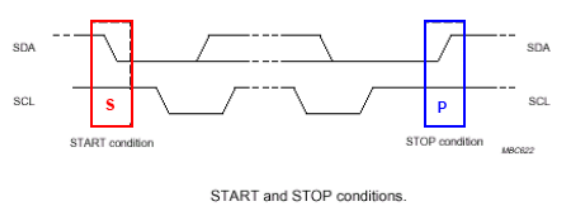 SDA SDA
SCL S P SCL
START condition STOP condition
MBC622
START and STOP conditions.